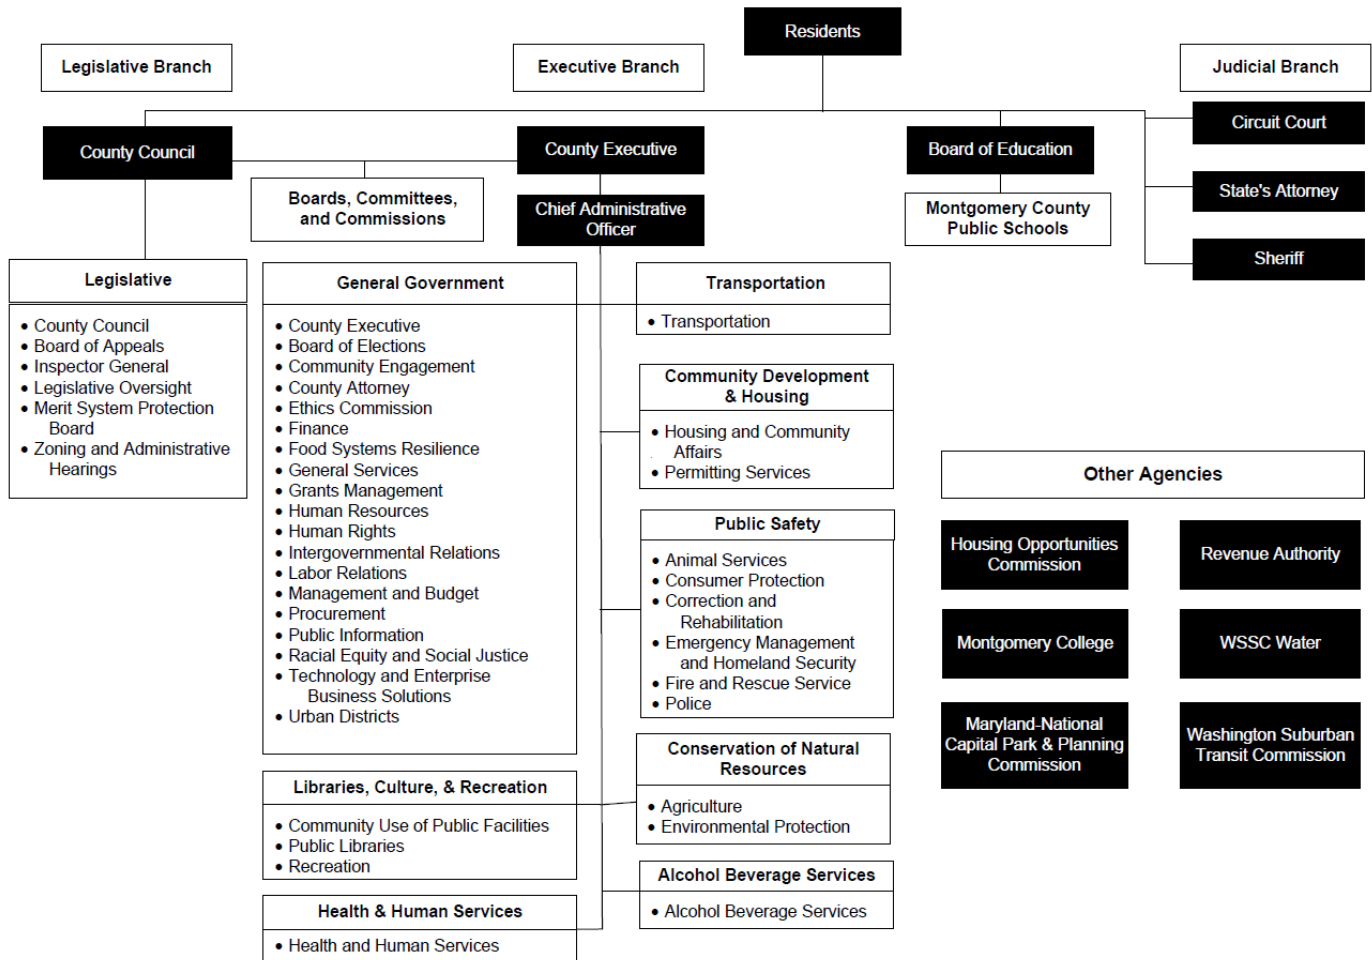 Residents
Legislative Branch
Executive Branch
Judicial Branch
County Council
County Executive
Board of Education
Circuit Court
Boards, Committees,
and Commissions
Chief Administrative
Officer
Montgomery County
Public Schools
State's Attorney
Sheriff
Legislative
• County Council
• Board of Appeals
• Inspector General
• Legislative Oversight
• Merit System Protection
Board
• Zoning and Administrative
Hearings
General Government
• County Executive
• Board of Elections
• Community Engagement
• County Attorney
• Ethics Commission
• Finance
• Food Systems Resilience
• General Services
• Grants Management
• Human Resources
• Human Rights
• Intergovernmental Relations
• Labor Relations
• Management and Budget
• Procurement
• Public Information
• Racial Equity and Social Justice
• Technology and Enterprise
Business Solutions
• Urban Districts
Libraries, Culture, & Recreation
• Community Use of Public Facilities
• Public Libraries
• Recreation
Health & Human Services
• Health and Human Services
Transportation
• Transportation
Community Development
& Housing
• Housing and Community
Affairs
• Permitting Services
Public Safety
• Animal Services
• Consumer Protection
• Correction and
Rehabilitation
• Emergency Management
and Homeland Security
• Fire and Rescue Service
• Police
Conservation of Natural
Resources
• Agriculture
• Environmental Protection
Alcohol Beverage Services
• Alcohol Beverage Services
Other Agencies
Housing Opportunities
Commission
Revenue Authority
Montgomery College
WSSC Water
Maryland-National
Capital Park & Planning
Commission
Washington Suburban
Transit Commission